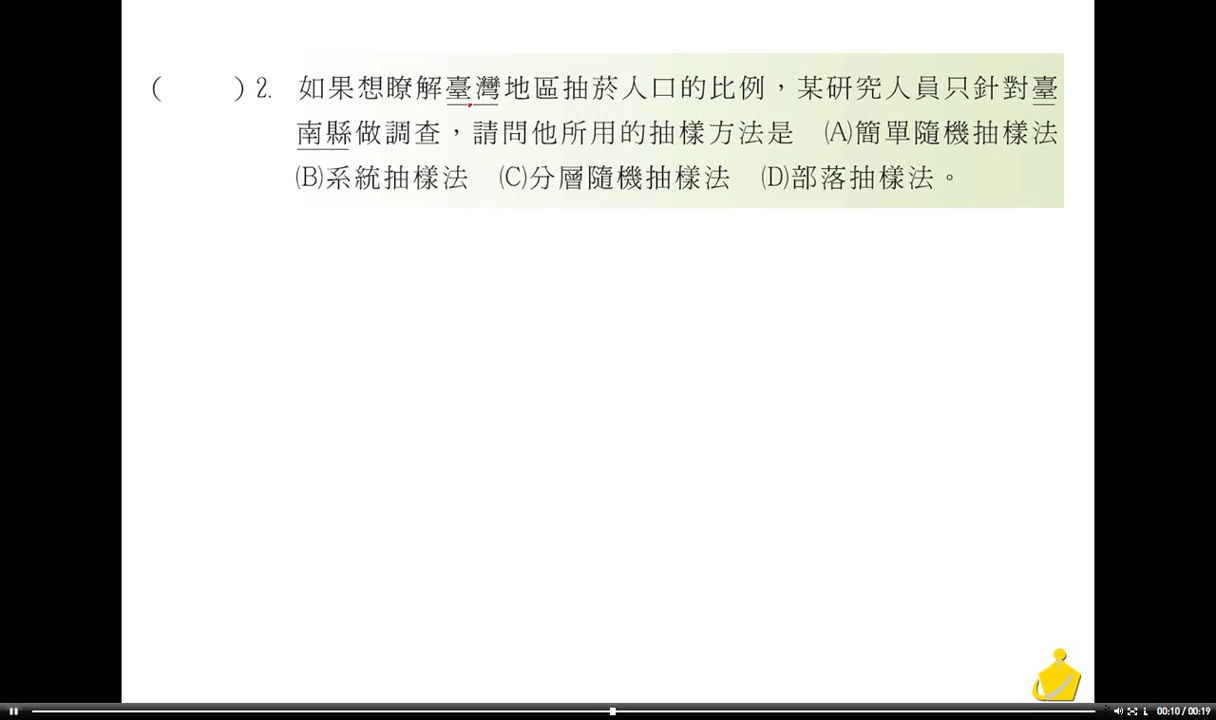 (　　) 2. 如果想瞭解臺灣地區抽菸人口的比例，某研究人員只針對臺
南縣做調查，請問他所用的抽樣方法是　(A)簡單隨機抽樣法
(B)系統抽樣法　(C)分層隨機抽樣法　(D)部落抽樣法。
00:10 / 00:19